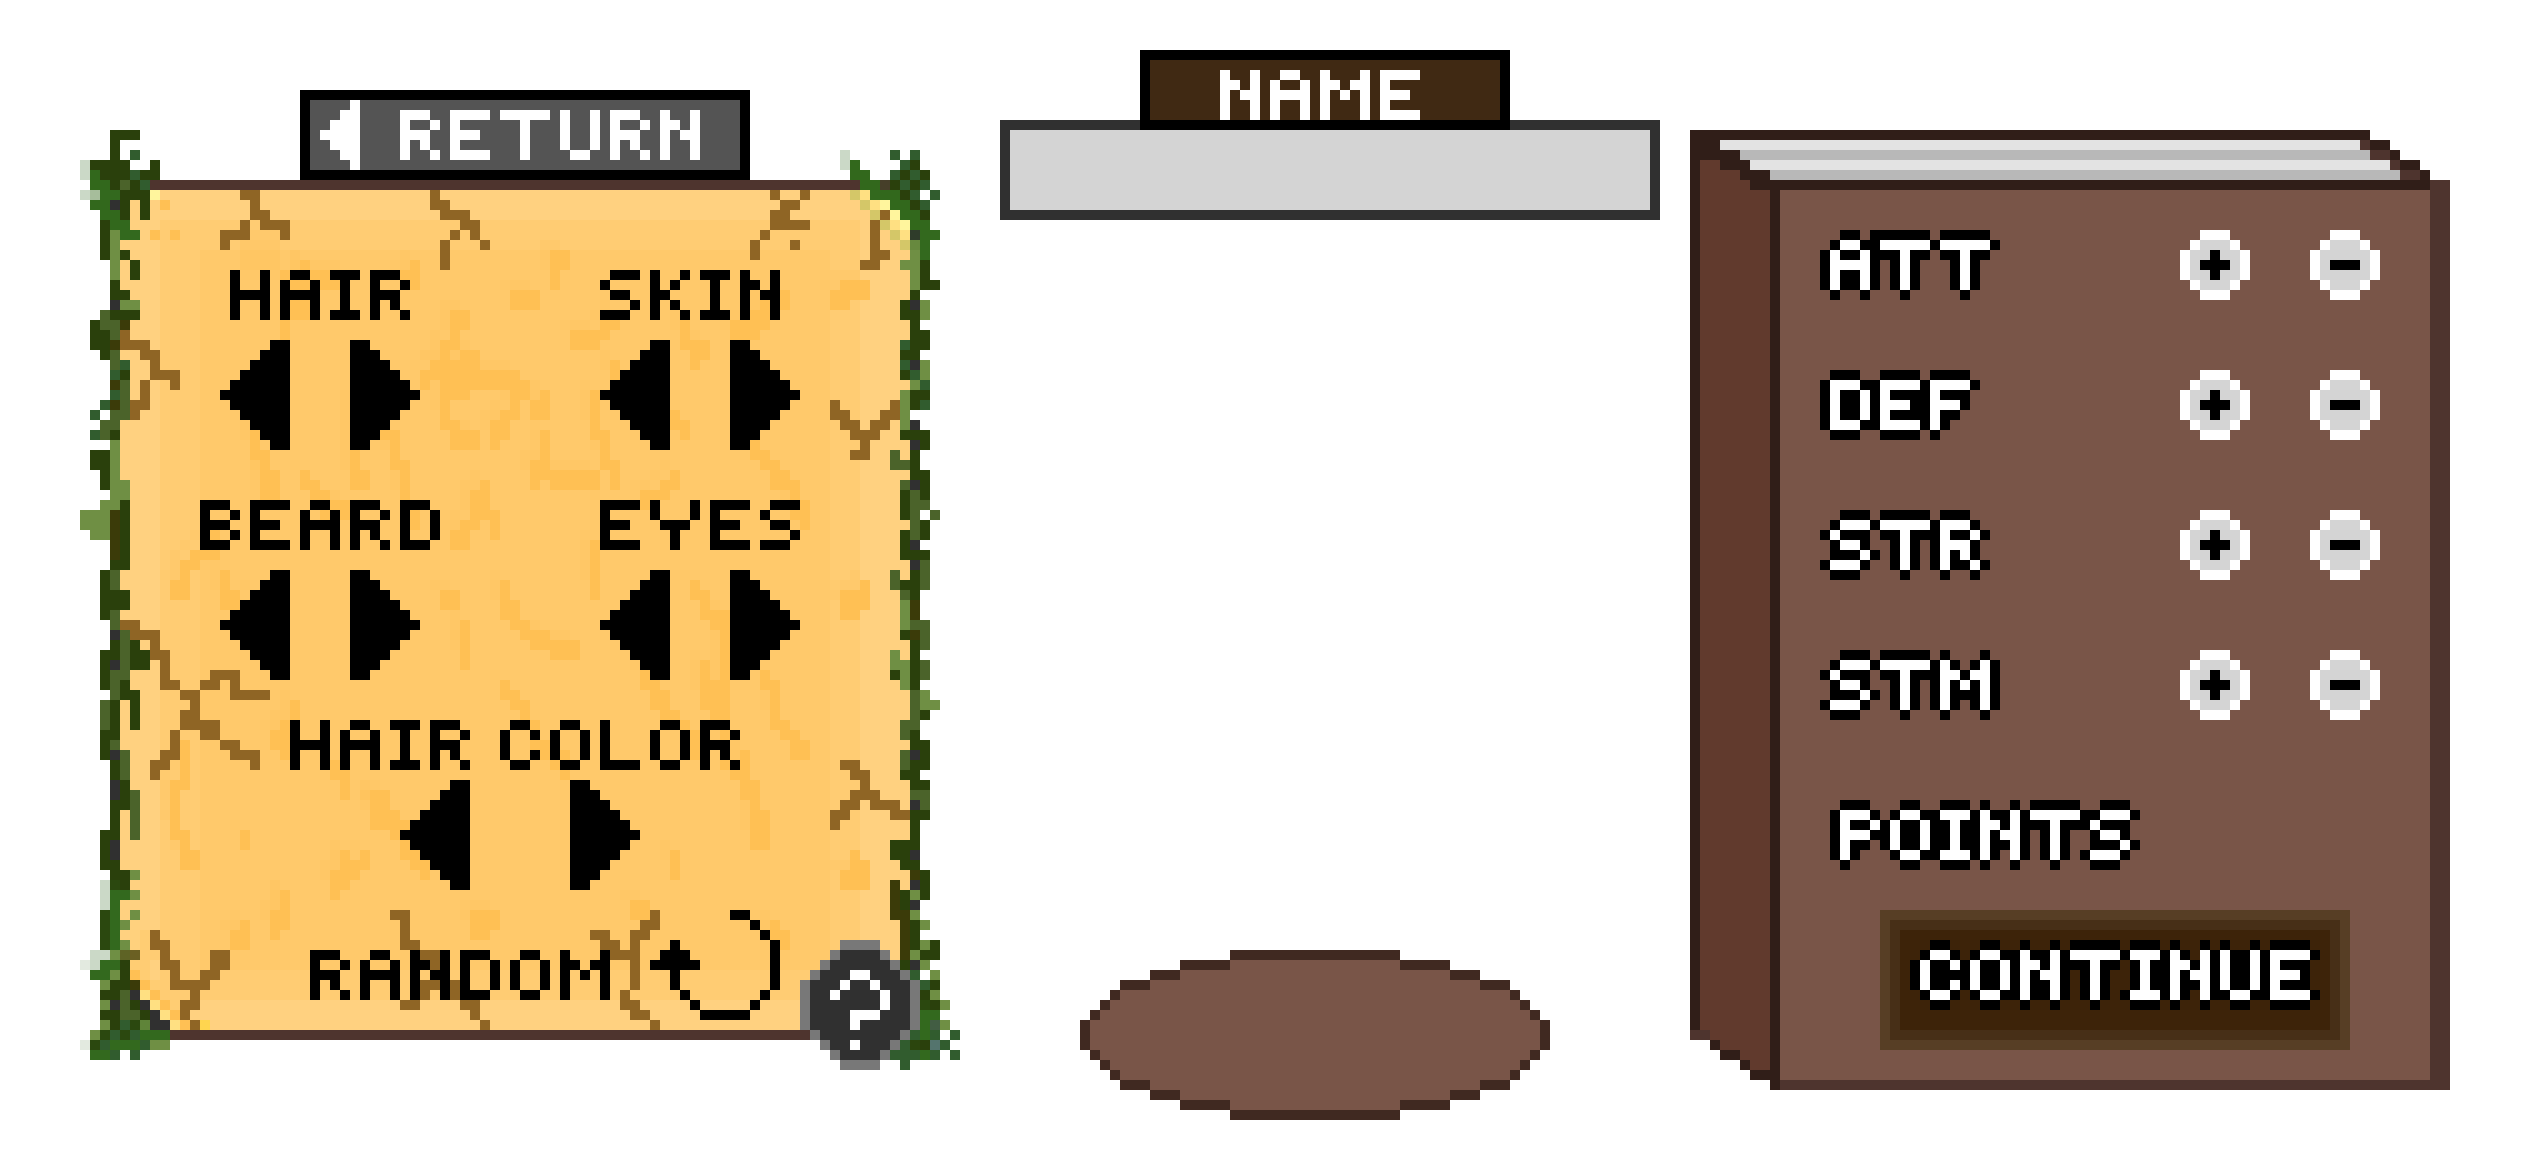 RETURN
HAIR SKIN
BEARD EYES
HAIR COLOR
RANDOM
?
NAME
ATT + -
DEF + -
STR + -
STM + -
POINTS
CONTINUE